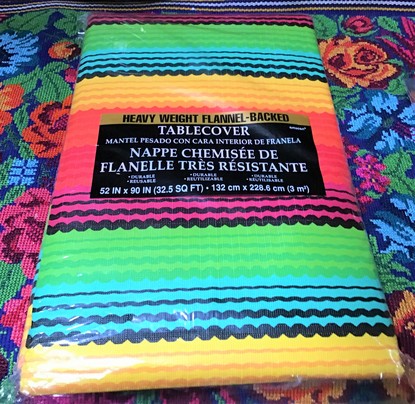 HEAVY WEIGHT FLANNEL-BACKED
TABLECOVER
amscan
MANTEL PESADO CON CARA INTERIOR DE FRANELA
NAPPE CHEMISÉE DE
FLANELLE TRÈS RÉSISTANTE
• DURABLE • DURABLE • DURABLE
• REUSABLE • REUTILIZABLE • RÉUTILISABLE
52 IN x 90 IN (32.5 SQ FT) • 132 cm x 228.6 cm (3 m²)